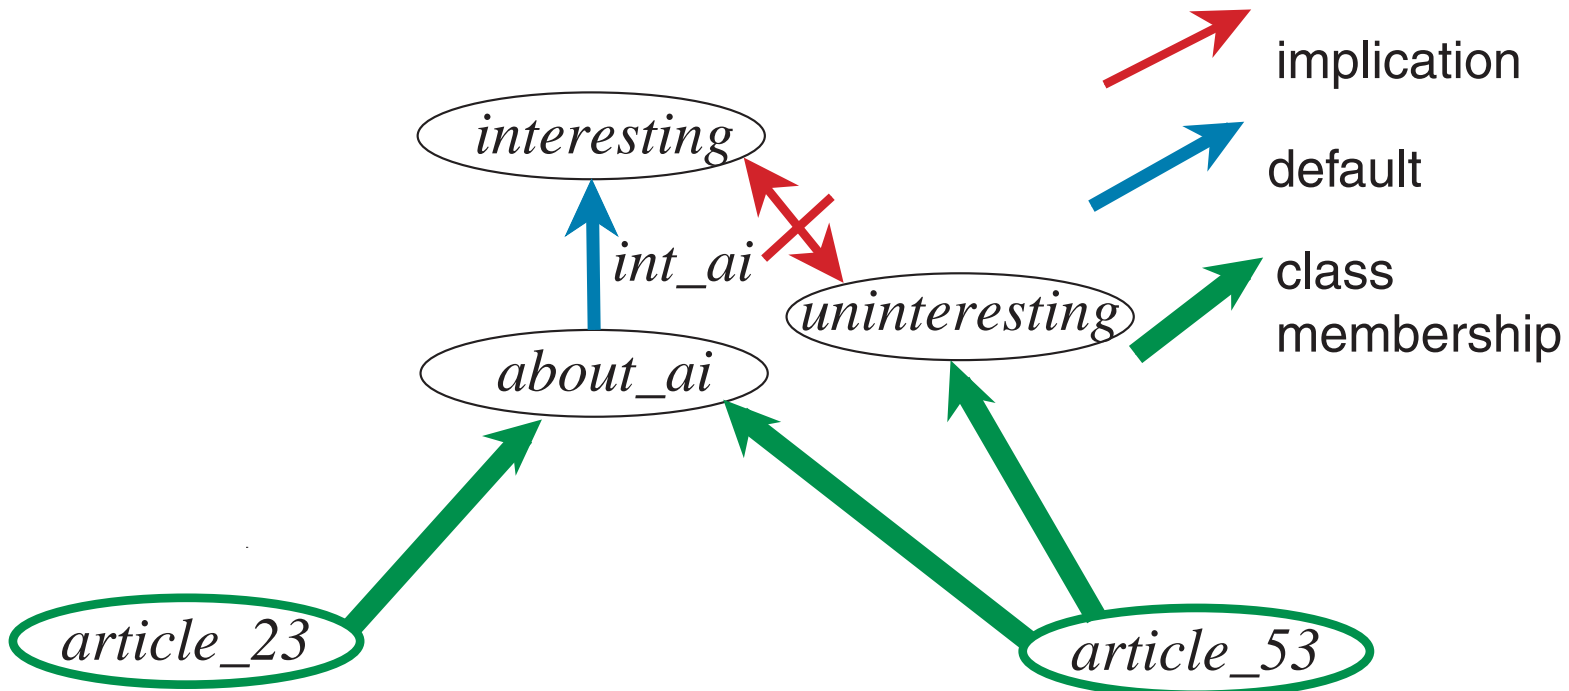 implication
interesting
default
int_ai
class
membership
uninteresting
about_ai
article_23
article_53